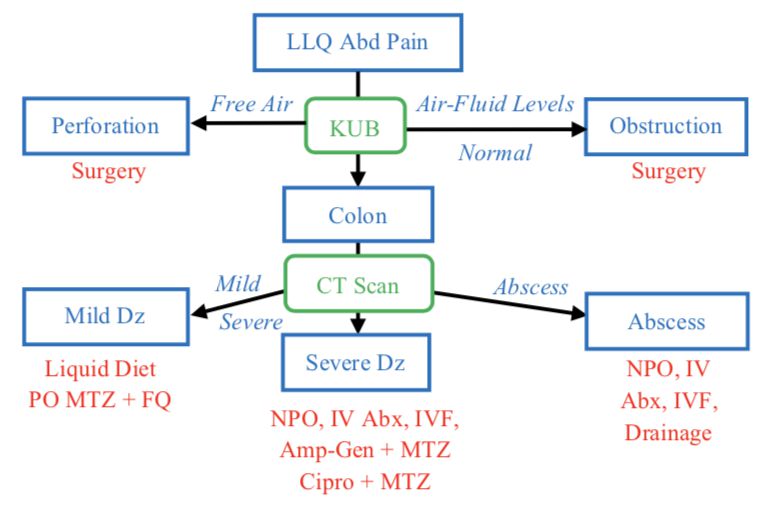 LLQ Abd Pain
Free Air
Air-Fluid Levels
Perforation
KUB
Obstruction
Surgery
Normal
Surgery
Colon
Mild
CT Scan
Abscess
Mild Dz
Severe
Abscess
Severe Dz
Liquid Diet
PO MTZ + FQ
NPO, IV Abx, IVF,
Amp-Gen + MTZ
Cipro + MTZ
NPO, IV
Abx, IVF,
Drainage